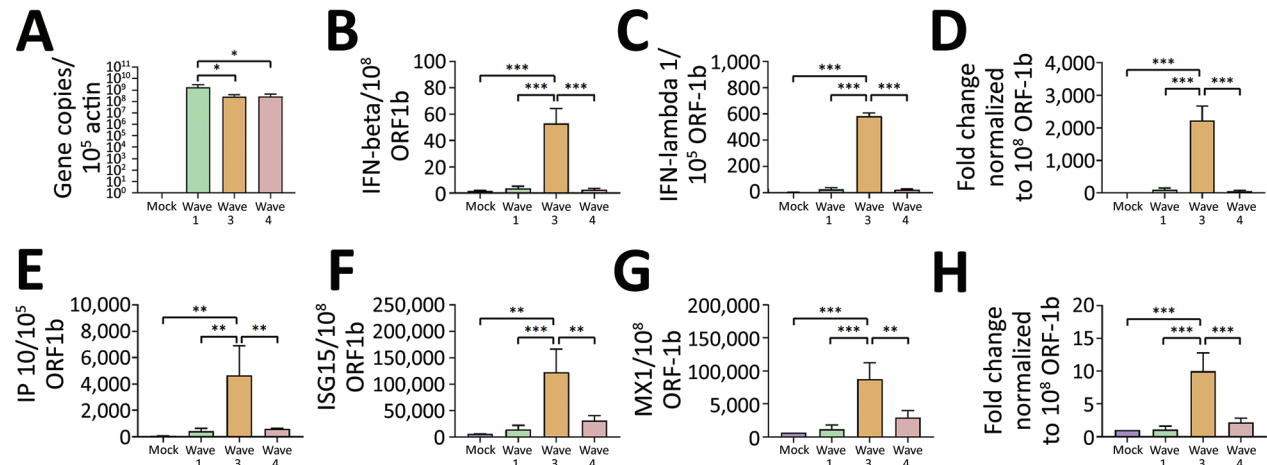 A
Gene copies/
10⁵ actin
10¹¹
10¹⁰
10⁹
10⁸
10⁷
10⁶
10⁵
10⁴
10³
10²
10¹
10⁰
*
*
Mock Wave 1 Wave 3 Wave 4
B
IFN-beta/10⁸
ORF1b
100
80
60
40
20
0
***
*** ***
Mock Wave 1 Wave 3 Wave 4
C
IFN-lambda 1/
10⁵ ORF-1b
1,000
800
600
400
200
0
***
*** ***
Mock Wave 1 Wave 3 Wave 4
D
Fold change
normalized
to 10⁸ ORF-1b
4,000
3,000
2,000
1,000
0
***
*** ***
Mock Wave 1 Wave 3 Wave 4
E
IP 10/10⁵
ORF1b
10,000
8,000
6,000
4,000
2,000
0
**
** **
Mock Wave 1 Wave 3 Wave 4
F
ISG15/10⁸
ORF1b
250,000
200,000
150,000
100,000
50,000
0
**
*** **
Mock Wave 1 Wave 3 Wave 4
G
MX1/10⁸
ORF-1b
200,000
150,000
100,000
5,0000
0
***
*** **
Mock Wave 1 Wave 3 Wave 4
H
Fold change
normalized
to 10⁸ ORF-1b
20
15
10
5
0
***
*** ***
Mock Wave 1 Wave 3 Wave 4